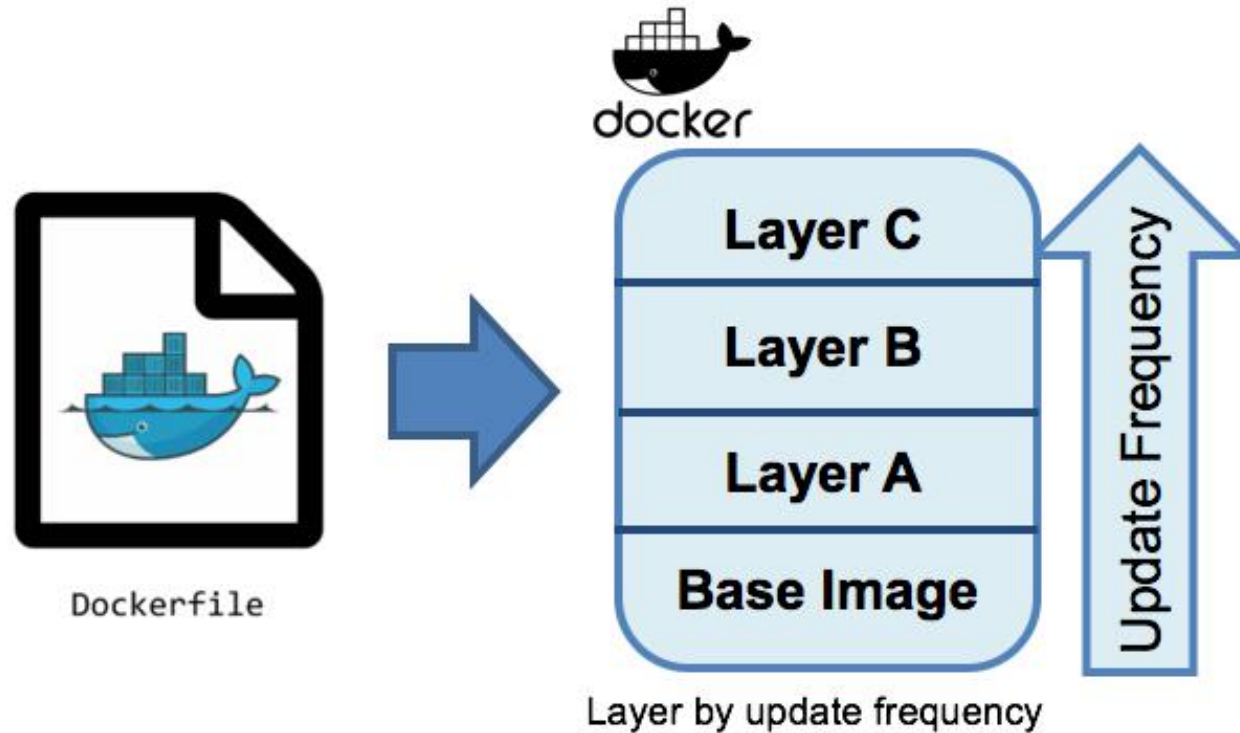 docker
Layer C
Layer B
Layer A
Base Image
Update Frequency
Dockerfile
Layer by update frequency